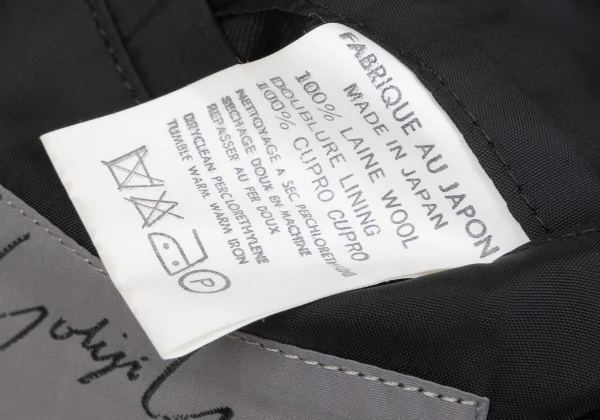 FABRIQUE AU JAPON
MADE IN JAPAN
100% LAINE WOOL
DOUBLURE LINING
100% CUPRO CUPRO
NETTOYAGE A SEC PERCHLORETHYLENE
SECHAGE DOUX EN MACHINE
REPASSER AU FER DOUX
DRYCLEAN PERCLORETHYLENE
TUMBLE WARM. WARM IRON
P